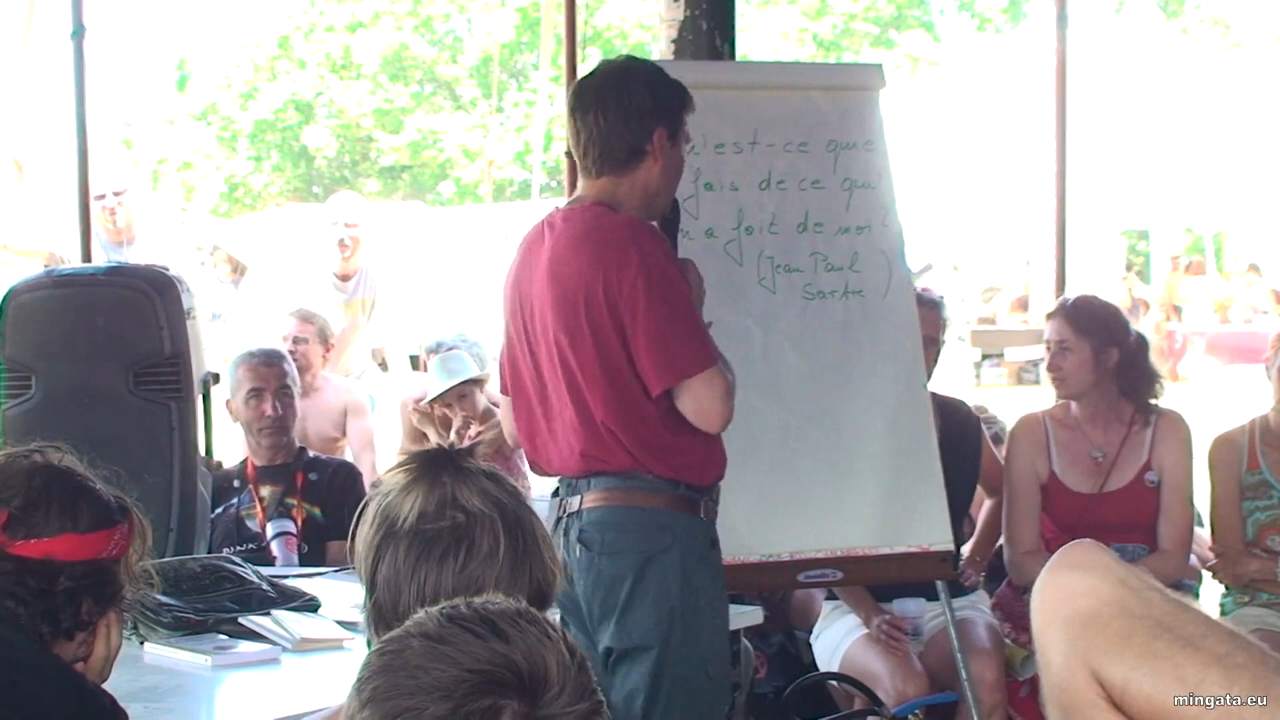 'est-ce que
fais de ce qu'
n a fait de moi ?
(Jean Paul
Sartre )
mingata.eu